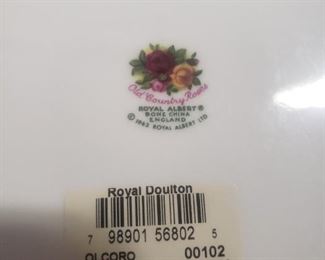 Old Country Roses
ROYAL ALBERT®
BONE CHINA
ENGLAND
© 1962 ROYAL ALBERT LTD
Royal Doulton
7 98901 56802 5
OLCORO 00102